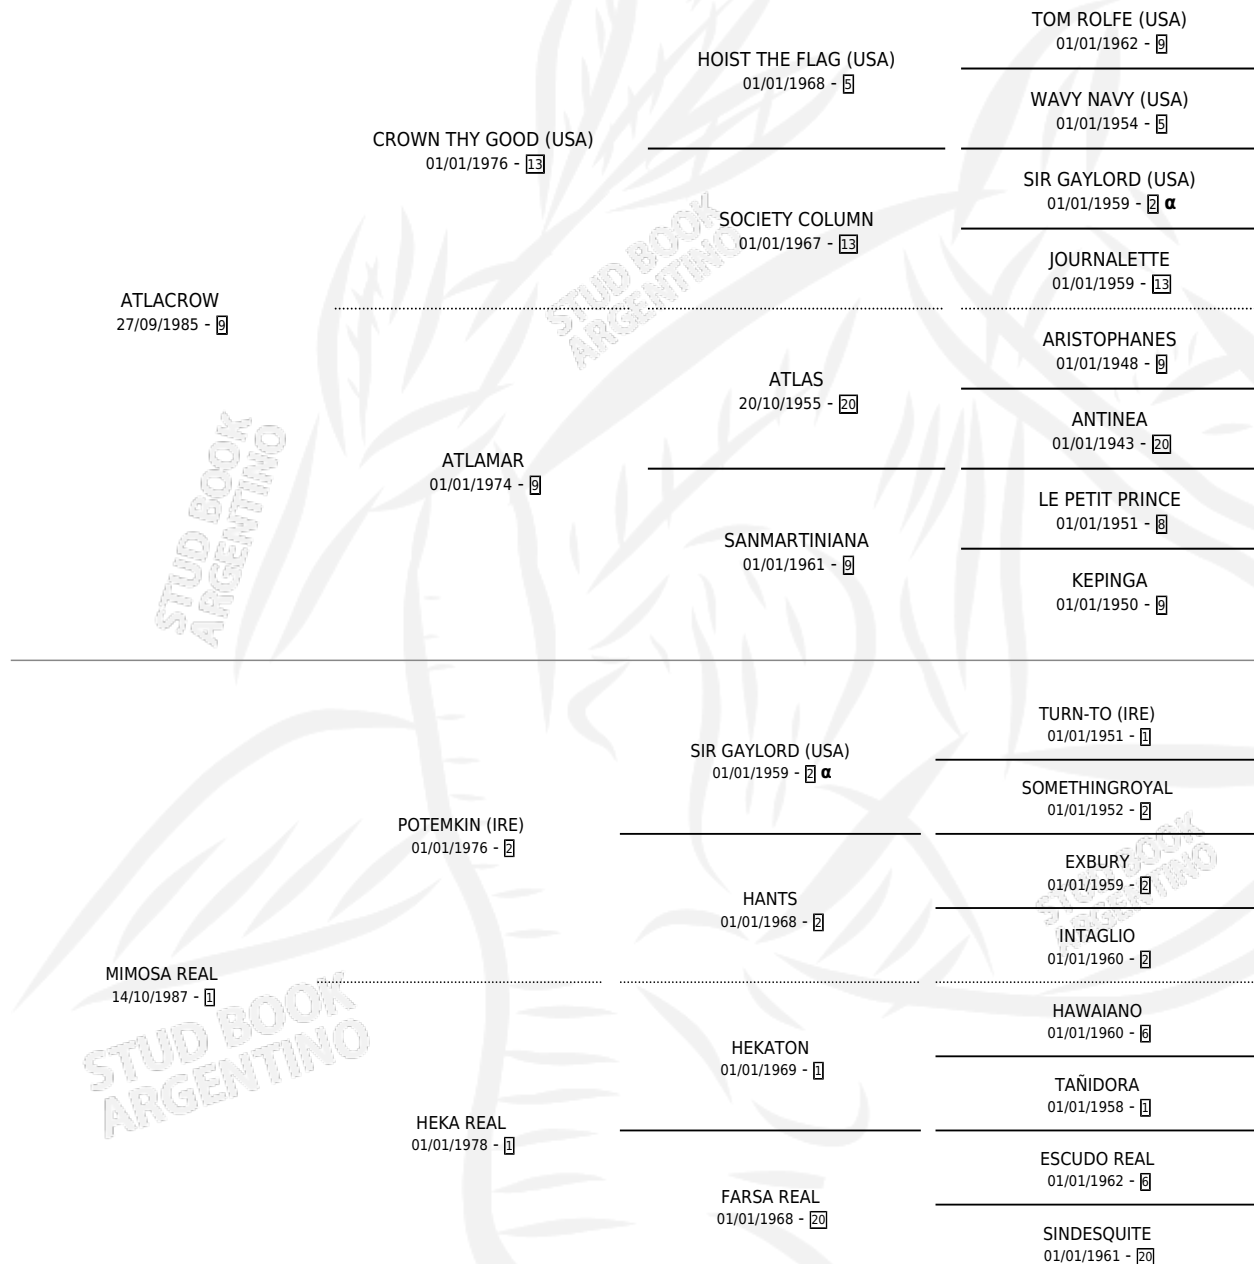 TOM ROLFE (USA)
01/01/1962 - 9
HOIST THE FLAG (USA)
01/01/1968 - 5
WAVY NAVY (USA)
01/01/1954 - 5
CROWN THY GOOD (USA)
01/01/1976 - 13
SIR GAYLORD (USA)
01/01/1959 - 2 α
SOCIETY COLUMN
01/01/1967 - 13
JOURNALETTE
01/01/1959 - 13
ATLACROW
27/09/1985 - 9
ARISTOPHANES
01/01/1948 - 9
ATLAS
20/10/1955 - 20
ANTINEA
01/01/1943 - 20
ATLAMAR
01/01/1974 - 9
LE PETIT PRINCE
01/01/1951 - 8
SANMARTINIANA
01/01/1961 - 9
KEPINGA
01/01/1950 - 9
TURN-TO (IRE)
01/01/1951 - 1
SIR GAYLORD (USA)
01/01/1959 - 2 α
SOMETHINGROYAL
01/01/1952 - 2
POTEMKIN (IRE)
01/01/1976 - 2
EXBURY
01/01/1959 - 2
HANTS
01/01/1968 - 2
INTAGLIO
01/01/1960 - 2
MIMOSA REAL
14/10/1987 - 1
HAWAIANO
01/01/1960 - 6
HEKATON
01/01/1969 - 1
TAÑIDORA
01/01/1958 - 1
HEKA REAL
01/01/1978 - 1
ESCUDO REAL
01/01/1962 - 6
FARSA REAL
01/01/1968 - 20
SINDESQUITE
01/01/1961 - 20
STUD BOOK
ARGENTINO
STUD BOOK
ARGENTINO
STUD BOOK
ARGENTINO
STUD BOOK
ARGENTINO